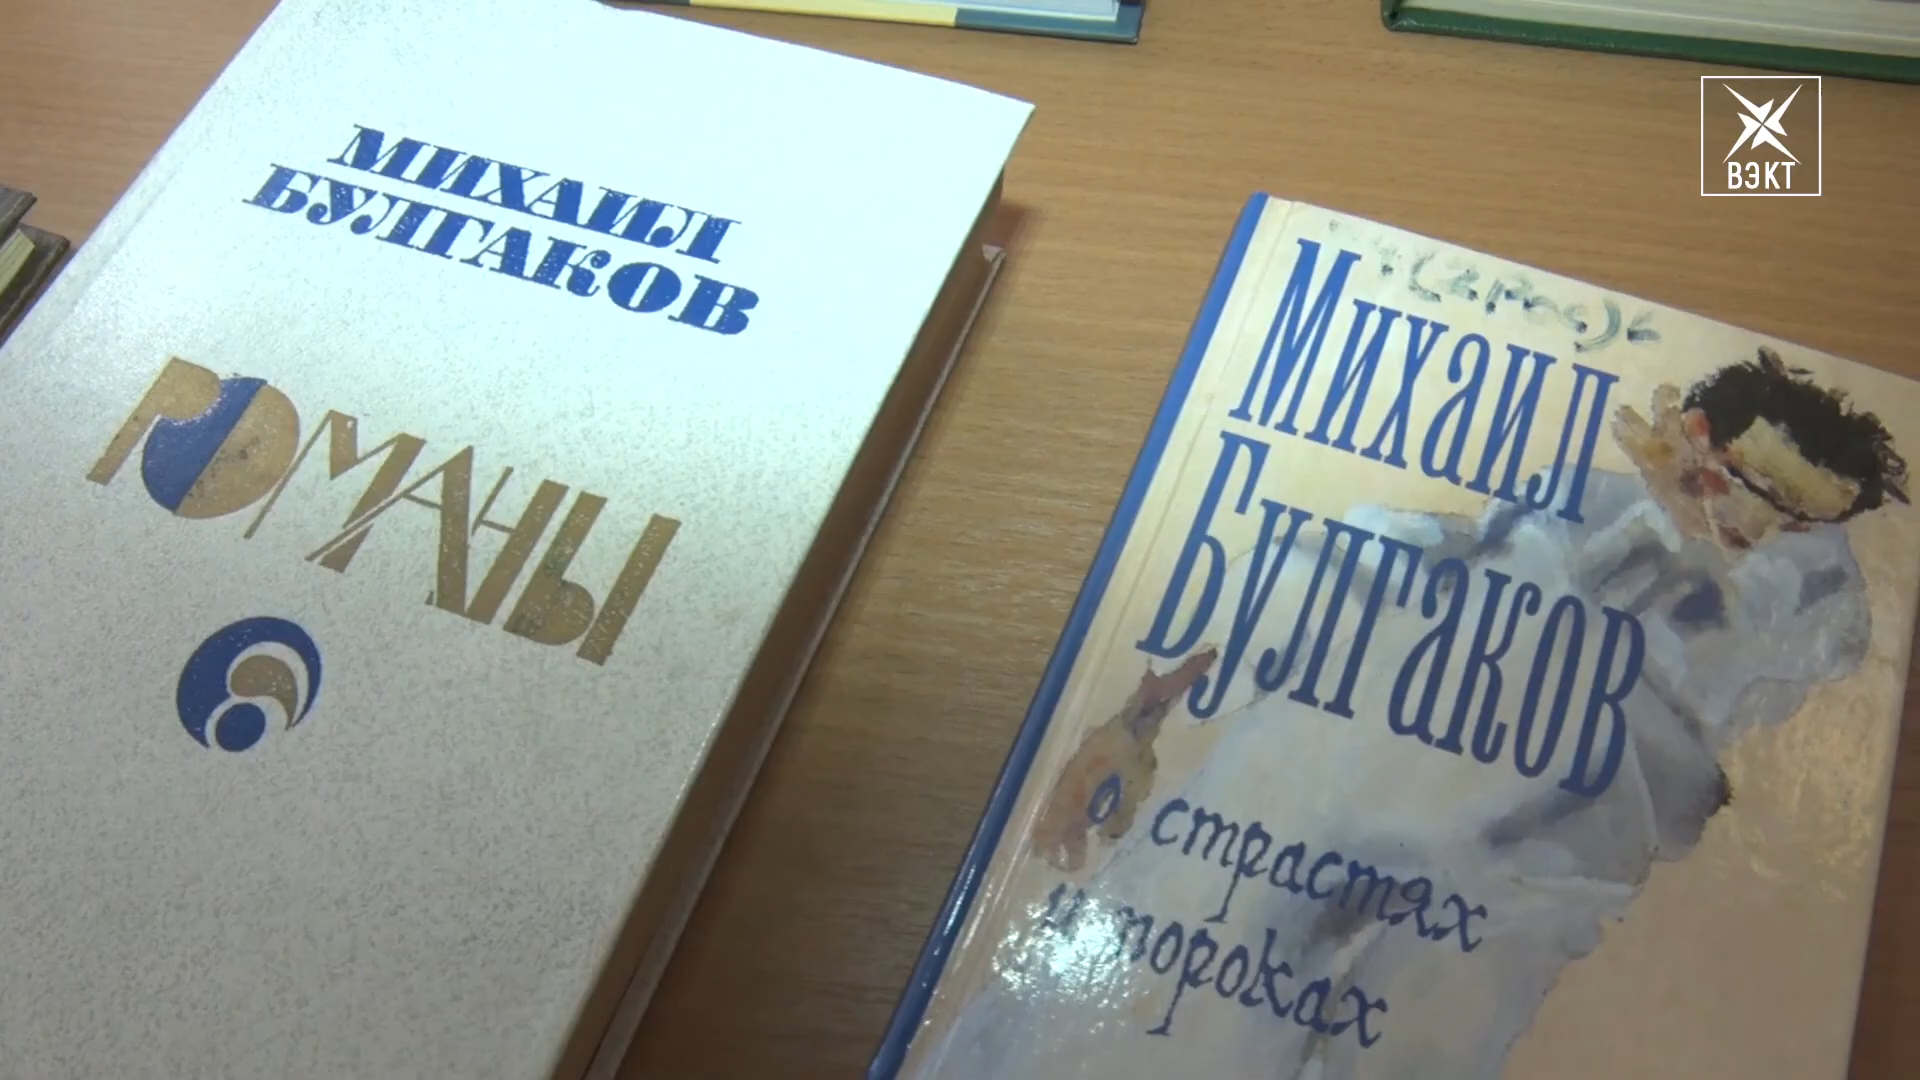 МИХАИЛ
БУЛГАКОВ
РОМАНЫ
ВЭКТ
Михаил
Булгаков
о страстях
и пороках